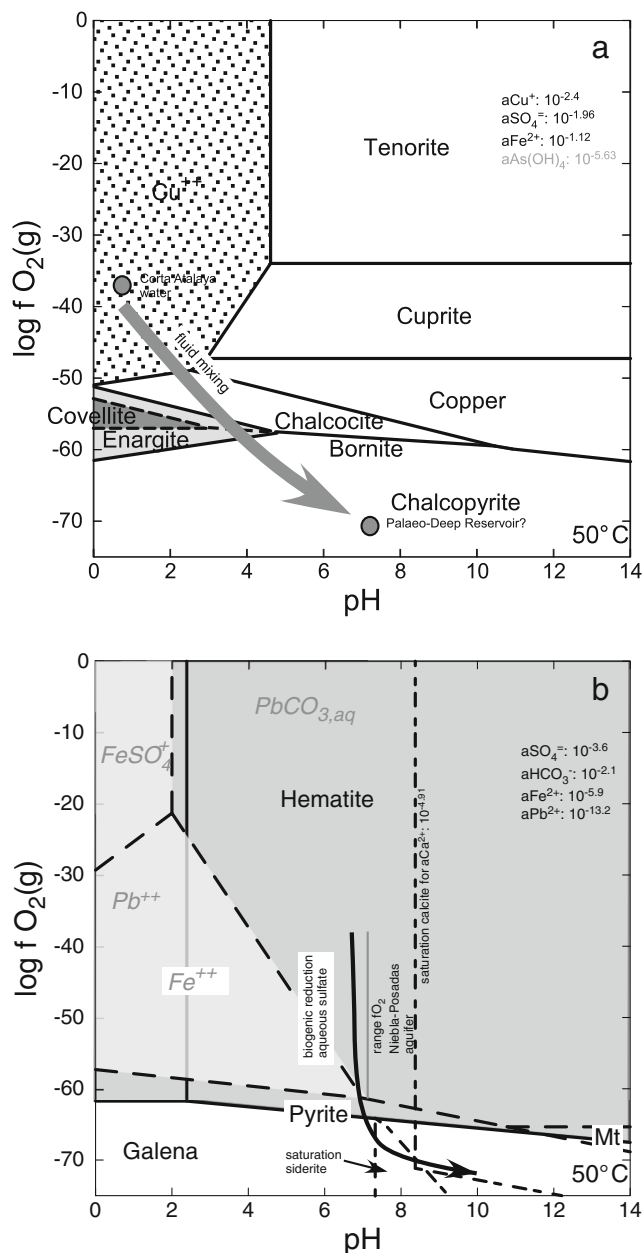 a
0
-10
-20
-30
-40
-50
-60
-70
log f O2(g)
aCu+: 10-2.4
aSO4=: 10-1.96
aFe2+: 10-1.12
aAs(OH)4: 10-5.63
Tenorite
Cu++
Corta Atalaya
water
Cuprite
fluid mixing
Copper
Covellite
Chalcocite
Enargite
Bornite
Chalcopyrite
Palaeo-Deep Reservoir?
50°C
0 2 4 6 8 10 12 14
pH
b
-0
-10
-20
-30
-40
-50
-60
-70
log f O2(g)
PbCO3,aq
FeSO4+
aSO4=: 10-3.6
aHCO3-: 10-2.1
aFe2+: 10-5.9
aPb2+: 10-13.2
Hematite
saturation calcite for aCa2+: 10-4.91
Pb++
Fe++
biogenic reduction
aqueous sulfate
range fO2
Niebla-Posadas
aquifer
Pyrite
Mt
Galena
saturation
siderite
50°C
0 2 4 6 8 10 12 14
pH